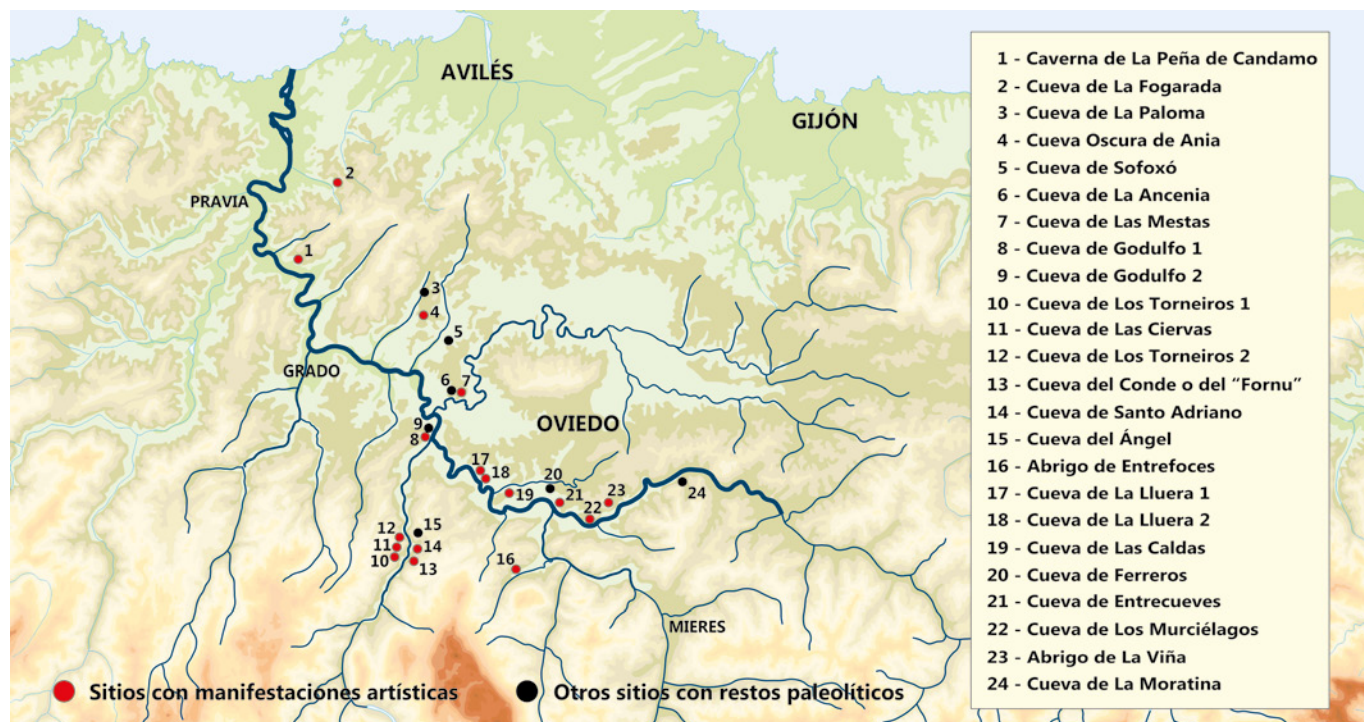 AVILÉS
GIJÓN
2
PRAVIA
1
3
4
5
GRADO
6
7
9
8
OVIEDO
17
18
19
20
21
22
23
24
12
11
10
15
14
13
16
MIERES
Sitios con manifestaciones artísticas
Otros sitios con restos paleolíticos
1 - Caverna de La Peña de Candamo
2 - Cueva de La Fogarada
3 - Cueva de La Paloma
4 - Cueva Oscura de Ania
5 - Cueva de Sofoxó
6 - Cueva de La Ancenia
7 - Cueva de Las Mestas
8 - Cueva de Godulfo 1
9 - Cueva de Godulfo 2
10 - Cueva de Los Torneiros 1
11 - Cueva de Las Ciervas
12 - Cueva de Los Torneiros 2
13 - Cueva del Conde o del "Fornu"
14 - Cueva de Santo Adriano
15 - Cueva del Ángel
16 - Abrigo de Entrefoces
17 - Cueva de La Lluera 1
18 - Cueva de La Lluera 2
19 - Cueva de Las Caldas
20 - Cueva de Ferreros
21 - Cueva de Entrecueves
22 - Cueva de Los Murciélagos
23 - Abrigo de La Viña
24 - Cueva de La Moratina